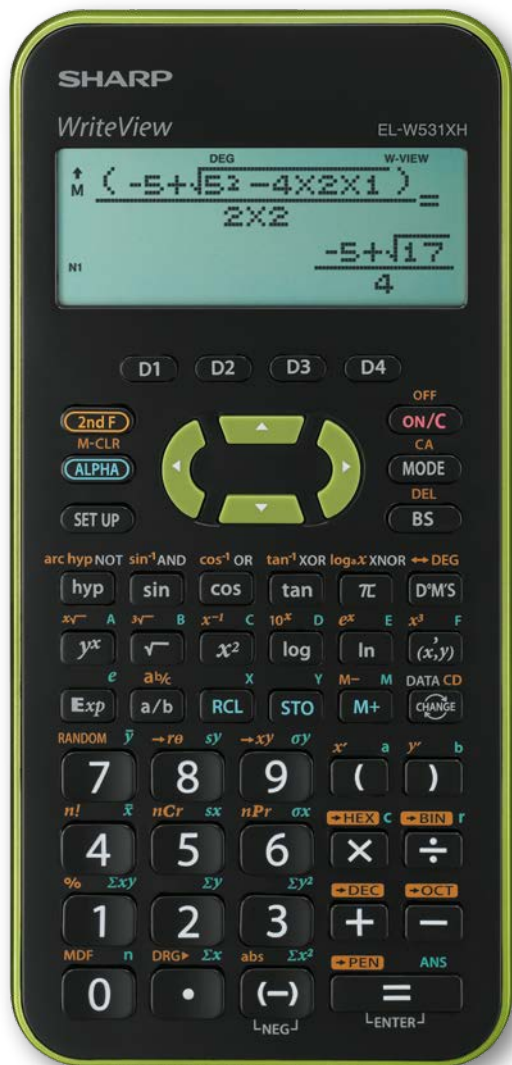 SHARP
WriteView EL-W531XH
DEG W-VIEW
M (-5+√5²-4×2×1)
=
2×2
N1 -5+√17
4
D1 D2 D3 D4
OFF
2nd F ON/C
M-CLR CA
ALPHA MODE
DEL
SET UP BS
arc hyp NOT sin⁻¹ AND cos⁻¹ OR tan⁻¹ XOR logₐx XNOR ↔DEG
hyp sin cos tan π D°M'S
ˣ√ A ³√ B x⁻¹ C 10ˣ D eˣ E x³ F
yˣ √ x² log ln (x,'y)
e ab/c X Y M− M DATA CD
Exp a/b RCL STO M+ CHANGE
RANDOM ȳ →rθ sy →xy σy x' a y' b
7 8 9 ( )
n! x̄ nCr sx nPr σx →HEX c →BIN r
4 5 6 × ÷
% Σxy Σy Σy² →DEC →OCT
1 2 3 + −
MDF n DRG▶ Σx abs Σx² →PEN ANS
0 • (−) =
NEG ENTER